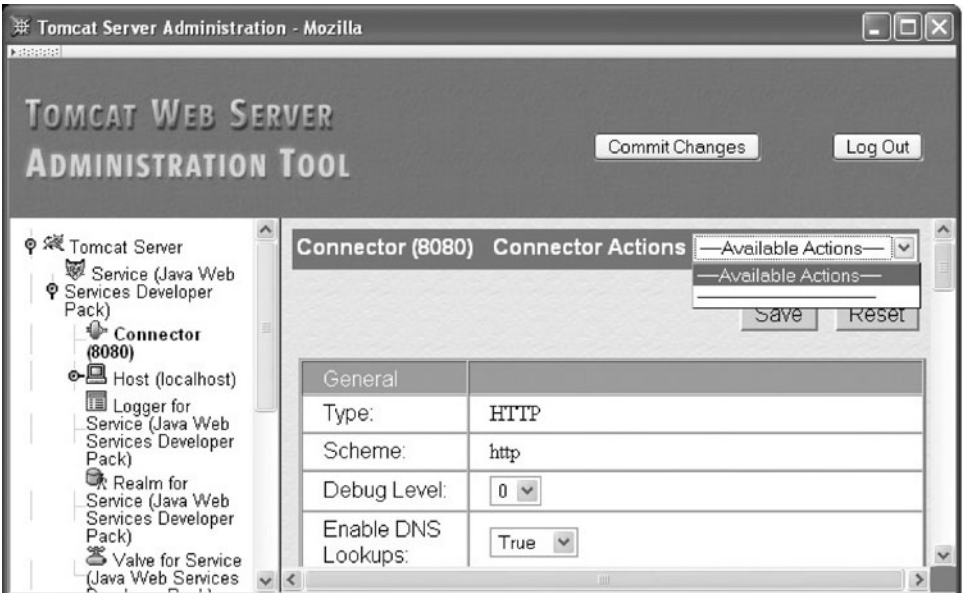 Tomcat Server Administration - Mozilla
TOMCAT WEB SERVER
ADMINISTRATION TOOL
Commit Changes
Log Out
Tomcat Server
Service (Java Web
Services Developer
Pack)
Connector
(8080)
Host (localhost)
Logger for
Service (Java Web
Services Developer
Pack)
Realm for
Service (Java Web
Services Developer
Pack)
Valve for Service
(Java Web Services
Connector (8080) Connector Actions —Available Actions—
—Available Actions—
Save Reset
General
Type: HTTP
Scheme: http
Debug Level: 0
Enable DNS
Lookups: True